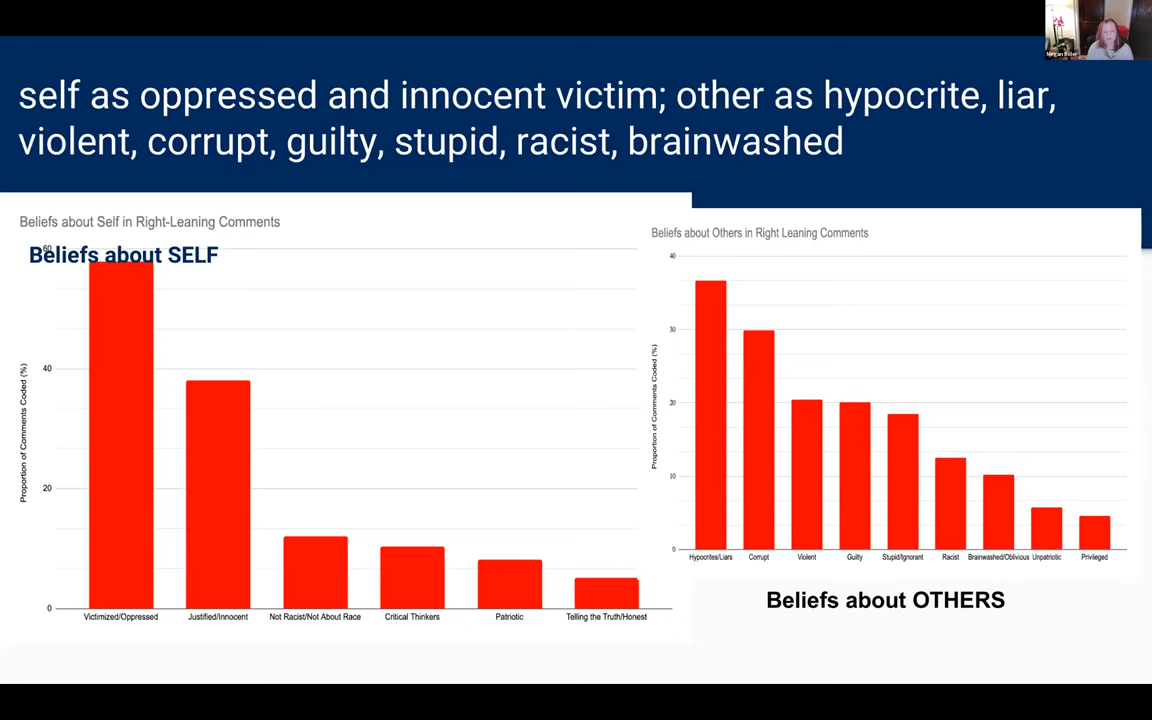 Megan Boler
self as oppressed and innocent victim; other as hypocrite, liar,
violent, corrupt, guilty, stupid, racist, brainwashed
Beliefs about Self in Right-Leaning Comments
Beliefs about SELF
Proportion of Comments Coded (%)
60
40
20
0
Victimized/Oppressed Justified/Innocent Not Racist/Not About Race Critical Thinkers Patriotic Telling the Truth/Honest
Beliefs about Others in Right Leaning Comments
Proportion of Comments Coded (%)
40
30
20
10
0
Hypocrites/Liars Corrupt Violent Guilty Stupid/Ignorant Racist Brainwashed/Oblivious Unpatriotic Privileged
Beliefs about OTHERS